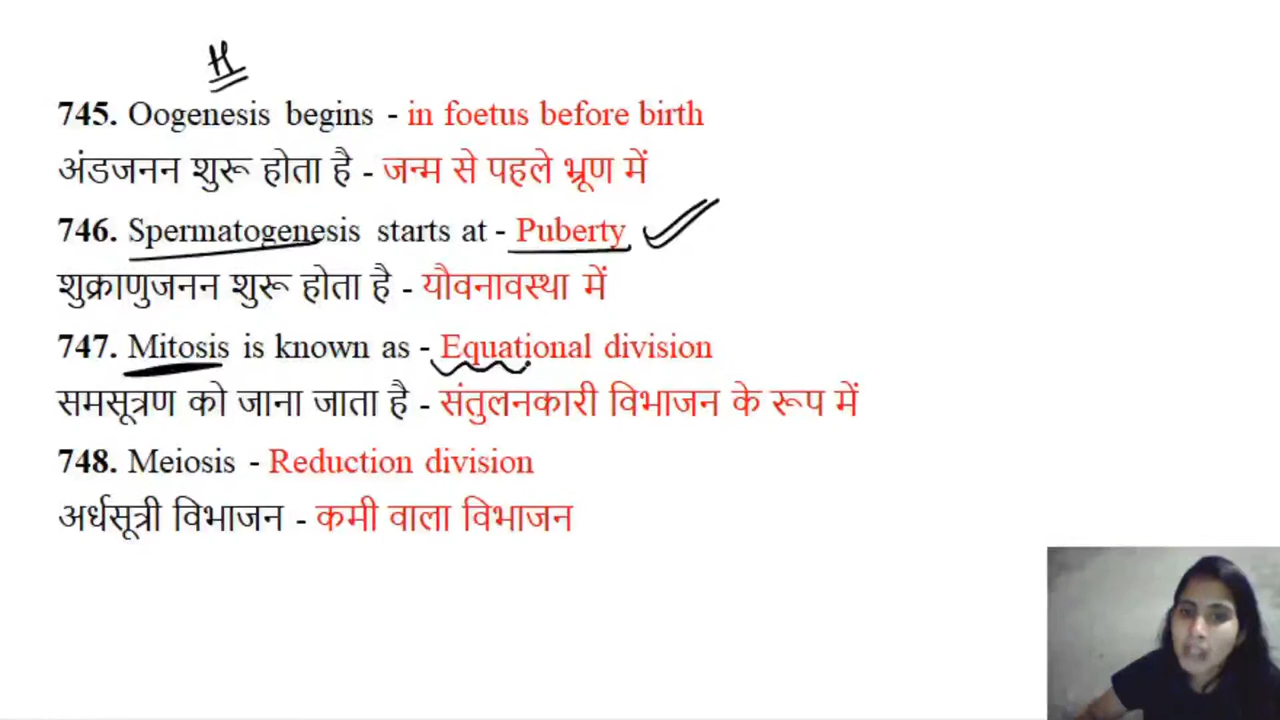 H
745. Oogenesis begins - in foetus before birth
अंडजनन शुरू होता है - जन्म से पहले भ्रूण में
746. Spermatogenesis starts at - Puberty
शुक्राणुजनन शुरू होता है - यौवनावस्था में
747. Mitosis is known as - Equational division
समसूत्रण को जाना जाता है - संतुलनकारी विभाजन के रूप में
748. Meiosis - Reduction division
अर्धसूत्री विभाजन - कमी वाला विभाजन